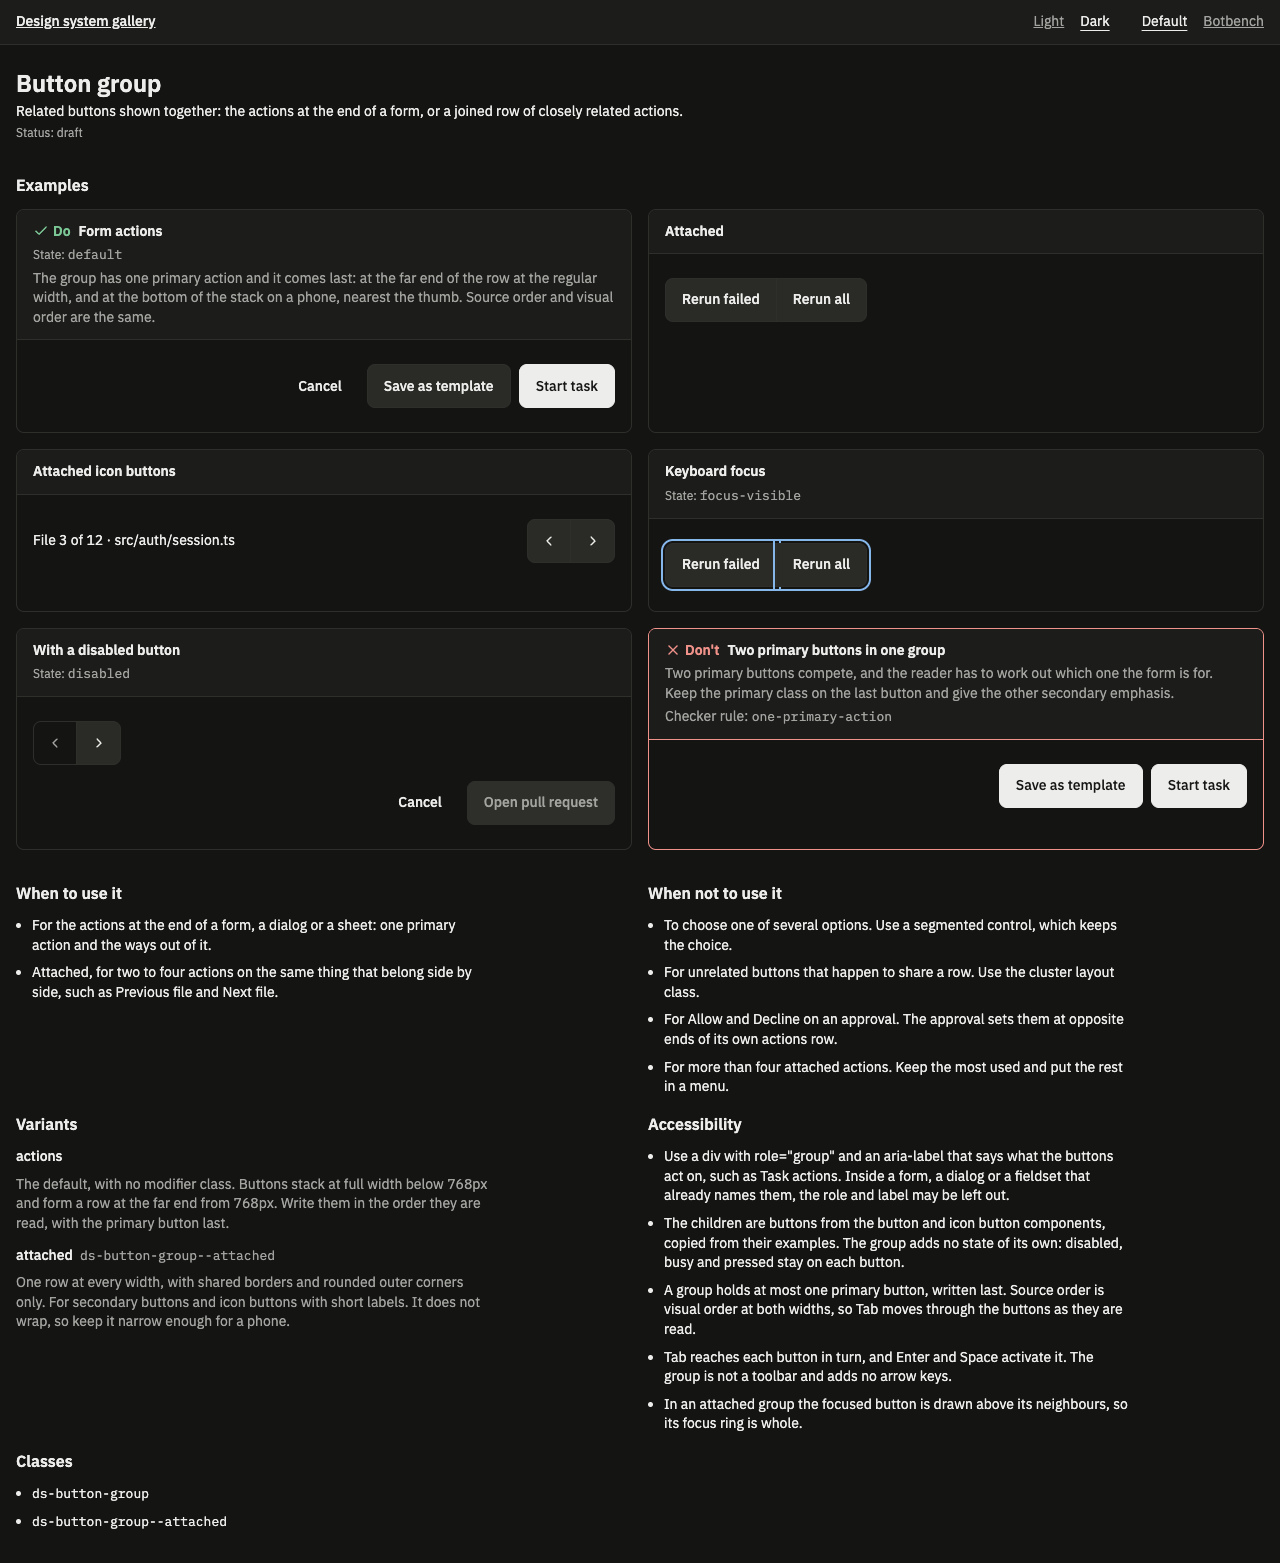 Design system gallery
Light Dark Default Botbench
Button group
Related buttons shown together: the actions at the end of a form, or a joined row of closely related actions.
Status: draft
Examples
Do Form actions
State: default
The group has one primary action and it comes last: at the far end of the row at the regular
width, and at the bottom of the stack on a phone, nearest the thumb. Source order and visual
order are the same.
Cancel Save as template Start task
Attached
Rerun failed Rerun all
Attached icon buttons
File 3 of 12 · src/auth/session.ts
Keyboard focus
State: focus-visible
Rerun failed Rerun all
With a disabled button
State: disabled
Cancel Open pull request
Don't Two primary buttons in one group
Two primary buttons compete, and the reader has to work out which one the form is for.
Keep the primary class on the last button and give the other secondary emphasis.
Checker rule: one-primary-action
Save as template Start task
When to use it
For the actions at the end of a form, a dialog or a sheet: one primary
action and the ways out of it.
Attached, for two to four actions on the same thing that belong side by
side, such as Previous file and Next file.
When not to use it
To choose one of several options. Use a segmented control, which keeps
the choice.
For unrelated buttons that happen to share a row. Use the cluster layout
class.
For Allow and Decline on an approval. The approval sets them at opposite
ends of its own actions row.
For more than four attached actions. Keep the most used and put the rest
in a menu.
Variants
actions
The default, with no modifier class. Buttons stack at full width below 768px
and form a row at the far end from 768px. Write them in the order they are
read, with the primary button last.
attached ds-button-group--attached
One row at every width, with shared borders and rounded outer corners
only. For secondary buttons and icon buttons with short labels. It does not
wrap, so keep it narrow enough for a phone.
Accessibility
Use a div with role="group" and an aria-label that says what the buttons
act on, such as Task actions. Inside a form, a dialog or a fieldset that
already names them, the role and label may be left out.
The children are buttons from the button and icon button components,
copied from their examples. The group adds no state of its own: disabled,
busy and pressed stay on each button.
A group holds at most one primary button, written last. Source order is
visual order at both widths, so Tab moves through the buttons as they are
read.
Tab reaches each button in turn, and Enter and Space activate it. The
group is not a toolbar and adds no arrow keys.
In an attached group the focused button is drawn above its neighbours, so
its focus ring is whole.
Classes
ds-button-group
ds-button-group--attached